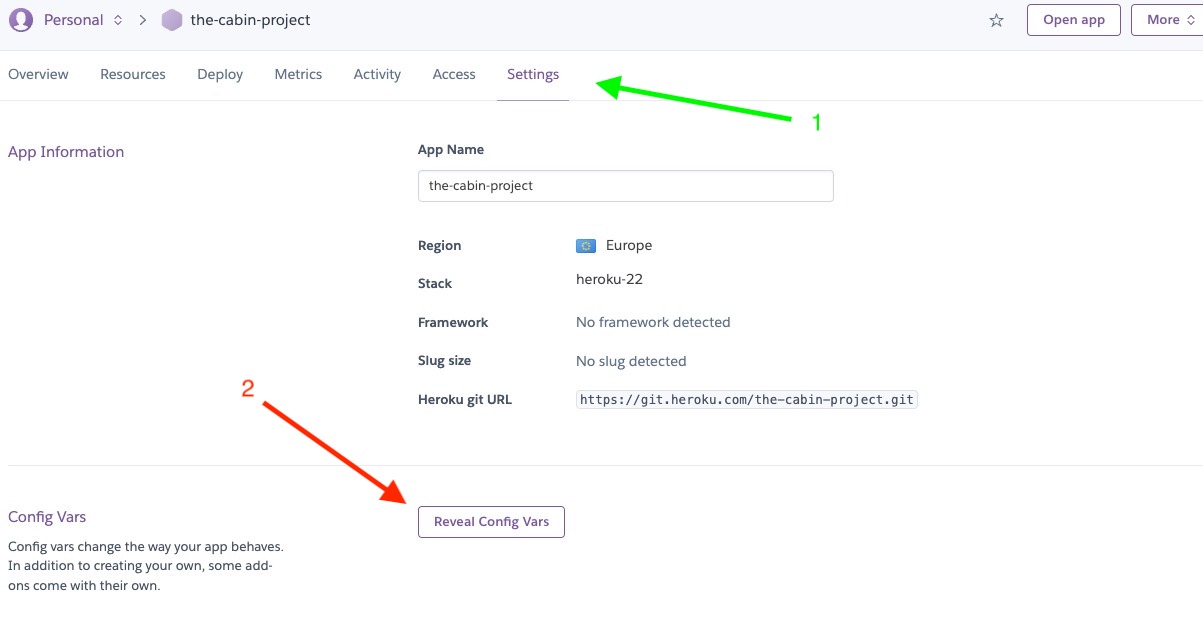 Personal the-cabin-project Open app More
Overview Resources Deploy Metrics Activity Access Settings
1
App Information
App Name
the-cabin-project
Region Europe
Stack heroku-22
Framework No framework detected
Slug size No slug detected
2
Heroku git URL https://git.heroku.com/the-cabin-project.git
Config Vars
Reveal Config Vars
Config vars change the way your app behaves.
In addition to creating your own, some add-
ons come with their own.